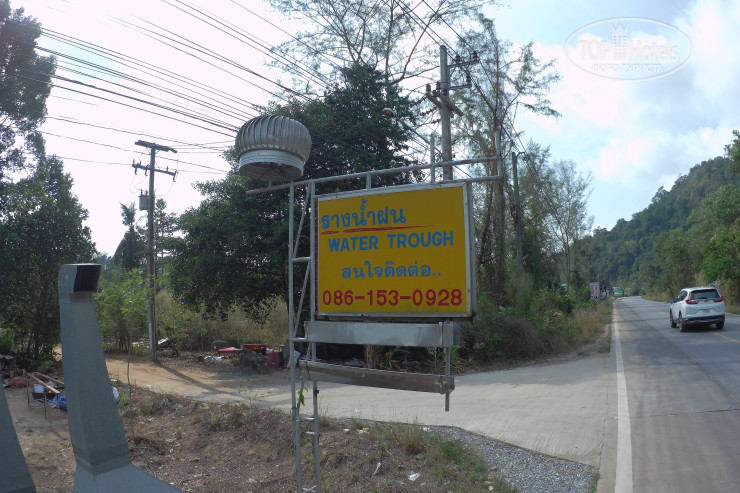 รางน้ำฝน
WATER TROUGH
สนใจติดต่อ..
086-153-0928
TOPHotels